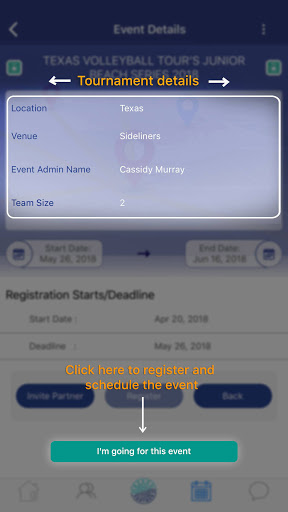 Event Details
TEXAS VOLLEYBALL TOUR'S JUNIOR
BEACH SERIES 2018
Tournament details
Location Texas
Venue Sideliners
Event Admin Name Cassidy Murray
Team Size 2
Start Date: End Date:
May 26, 2018 Jun 16, 2018
Registration Starts/Deadline
Start Date : Apr 20, 2018
Deadline : May 26, 2018
Click here to register and
schedule the event
Invite Partner Register Back
I'm going for this event